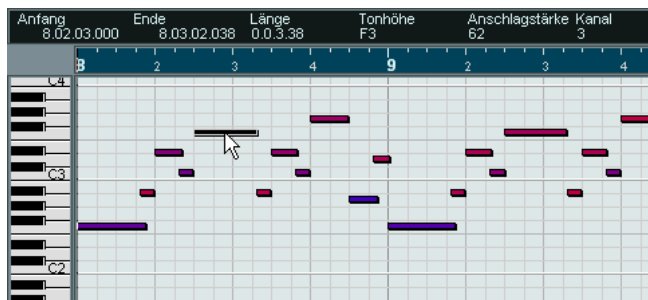 Anfang Ende Länge Tonhöhe Anschlagstärke Kanal
8.02.03.000 8.03.02.038 0.0.3.38 F3 62 3
8 2 3 4 9 2 3 4
C4
C3
C2